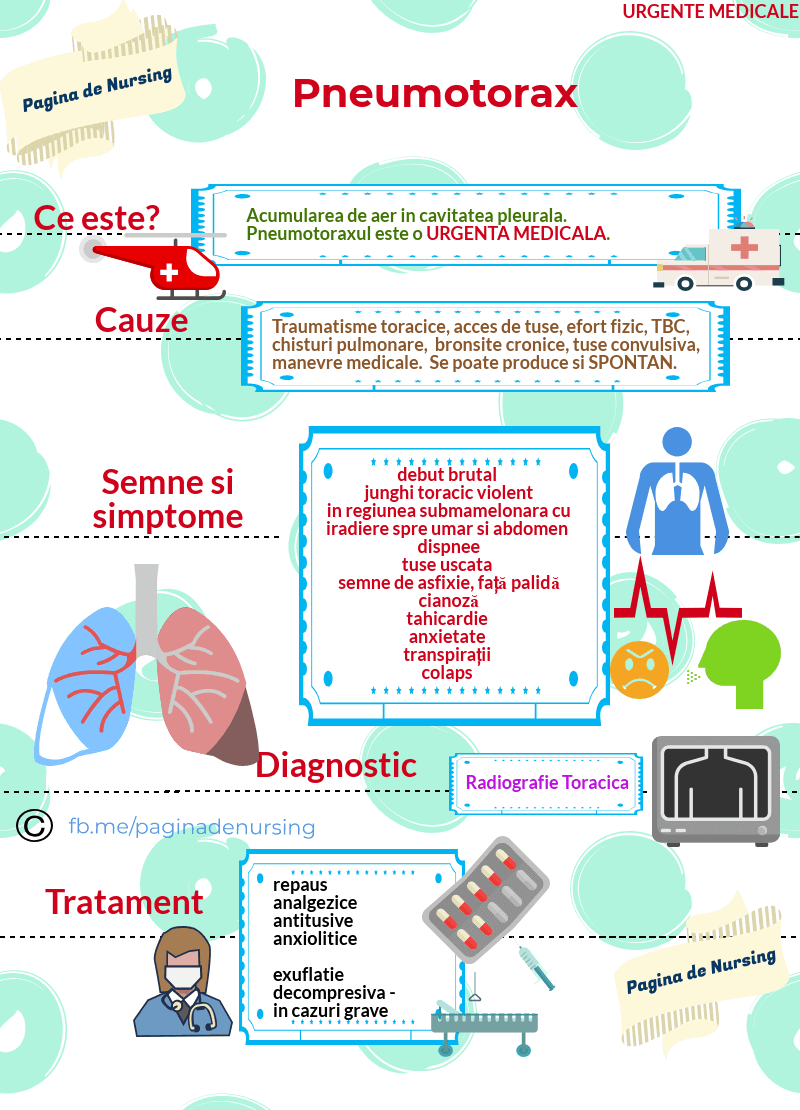 URGENTE MEDICALE
Pagina de Nursing
Pneumotorax
Ce este?
Acumularea de aer in cavitatea pleurala.
Pneumotoraxul este o URGENTA MEDICALA.
Cauze
Traumatisme toracice, acces de tuse, efort fizic, TBC,
chisturi pulmonare, bronsite cronice, tuse convulsiva,
manevre medicale. Se poate produce si SPONTAN.
Semne si
simptome
debut brutal
junghi toracic violent
in regiunea submamelonara cu
iradiere spre umar si abdomen
dispnee
tuse uscata
semne de asfixie, față palidă
cianoză
tahicardie
anxietate
transpirații
colaps
Diagnostic
Radiografie Toracica
© fb.me/paginadenursing
Tratament
repaus
analgezice
antitusive
anxiolitice
exuflatie
decompresiva -
in cazuri grave
Pagina de Nursing